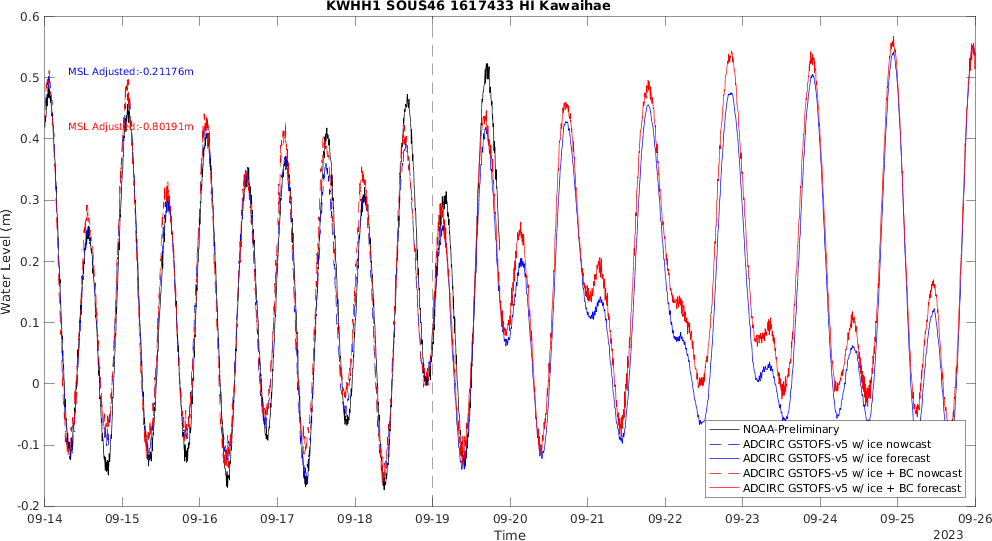 KWHH1 SOUS46 1617433 HI Kawaihae
0.6
0.5
0.4
0.3
0.2
0.1
0
-0.1
-0.2
Water Level (m)
MSL Adjusted:-0.21176m
MSL Adjusted:-0.80191m
NOAA-Preliminary
ADCIRC GSTOFS-v5 w/ ice nowcast
ADCIRC GSTOFS-v5 w/ ice forecast
ADCIRC GSTOFS-v5 w/ ice + BC nowcast
ADCIRC GSTOFS-v5 w/ ice + BC forecast
09-14 09-15 09-16 09-17 09-18 09-19 09-20 09-21 09-22 09-23 09-24 09-25 09-26
Time
2023